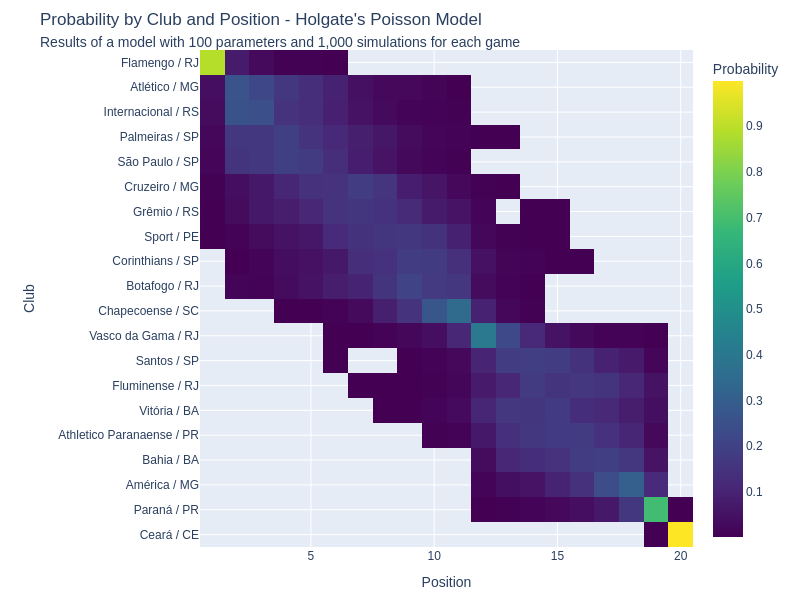 Probability by Club and Position - Holgate's Poisson Model
Results of a model with 100 parameters and 1,000 simulations for each game
Probability
Flamengo / RJ
Atlético / MG
Internacional / RS
Palmeiras / SP
São Paulo / SP
Cruzeiro / MG
Grêmio / RS
Sport / PE
Corinthians / SP
Botafogo / RJ
Chapecoense / SC
Vasco da Gama / RJ
Santos / SP
Fluminense / RJ
Vitória / BA
Athletico Paranaense / PR
Bahia / BA
América / MG
Paraná / PR
Ceará / CE
Club
5
10
15
20
Position
0.9
0.8
0.7
0.6
0.5
0.4
0.3
0.2
0.1